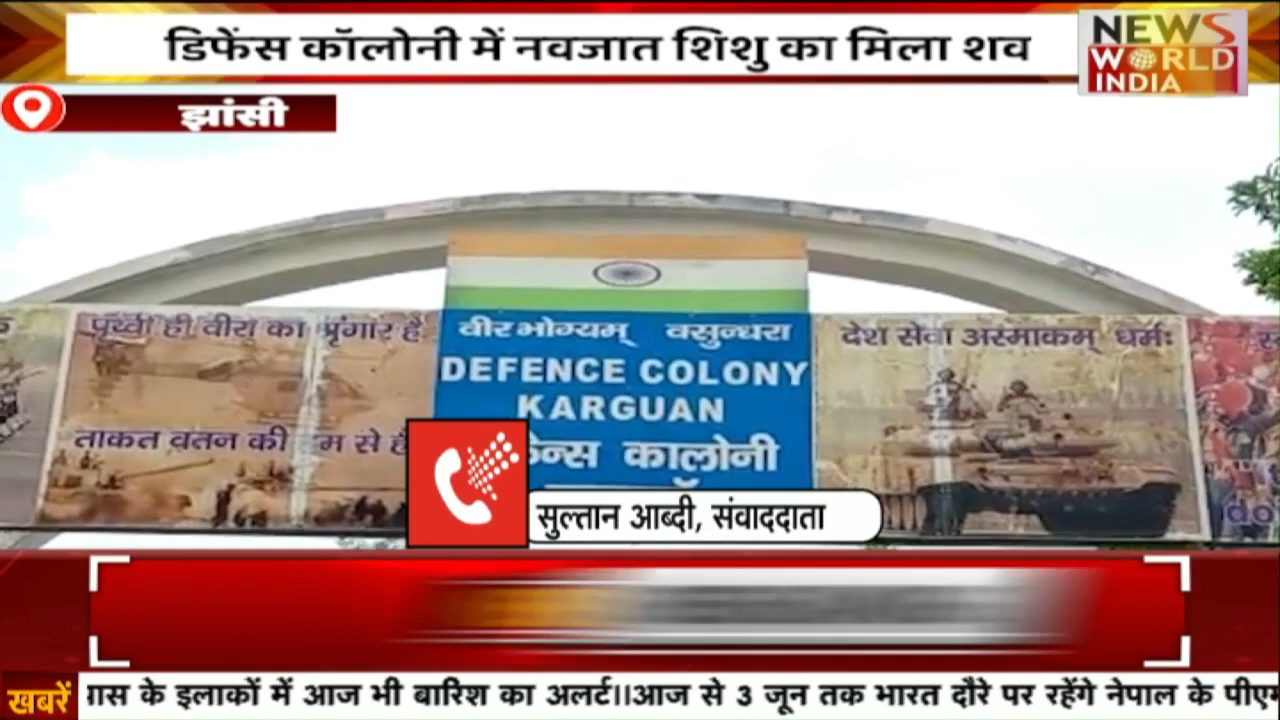 डिफेंस कॉलोनी में नवजात शिशु का मिला शव
NEWS
WORLD
INDIA
झांसी
पृथ्वी ही वीरों का श्रृंगार है
ताकत वतन की हम से है
वीरभोग्यम् वसुन्धरा
DEFENCE COLONY
KARGUAN
कालोनी
देश सेवा अस्माकम् धर्मः
सुल्तान आब्दी, संवाददाता
खबरें
के इलाकों में आज भी बारिश का अलर्ट।।आज से 3 जून तक भारत दौरे पर रहेंगे नेपाल के पीएम